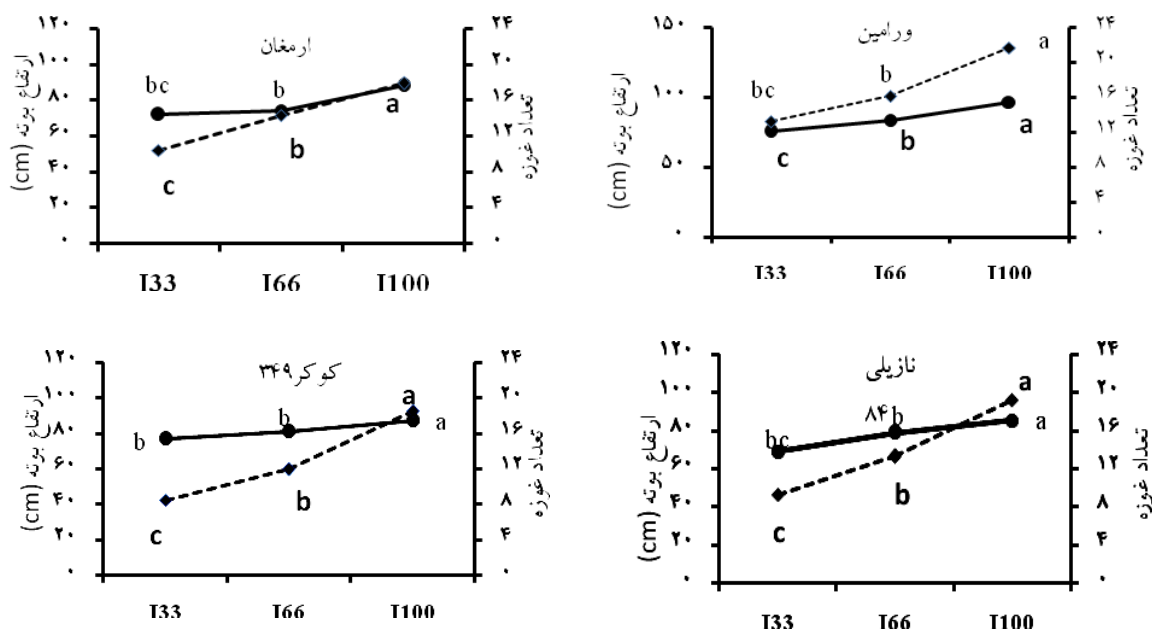 ارمغان
ارتفاع بوته (cm)
۱۲۰
۱۰۰
۸۰
۶۰
۴۰
۲۰
۰
bc
b
a
b
c
۲۴
۲۰
۱۶
۱۲
۸
۴
۰
تعداد غوزه
I33
I66
I100
ورامین
ارتفاع بوته (cm)
۱۵۰
۱۰۰
۵۰
۰
a
b
bc
a
b
c
۲۴
۲۰
۱۶
۱۲
۸
۴
۰
تعداد غوزه
I33
I66
I100
کوکر۳۴۹
ارتفاع بوته (cm)
۱۲۰
۱۰۰
۸۰
۶۰
۴۰
۲۰
۰
a
b
b
a
b
c
۲۴
۲۰
۱۶
۱۲
۸
۴
۰
تعداد غوزه
I33
I66
I100
نازیلی
۸۴
ارتفاع بوته (cm)
۱۲۰
۱۰۰
۸۰
۶۰
۴۰
۲۰
۰
a
b
bc
a
b
c
۲۴
۲۰
۱۶
۱۲
۸
۴
۰
تعداد غوزه
I33
I66
I100